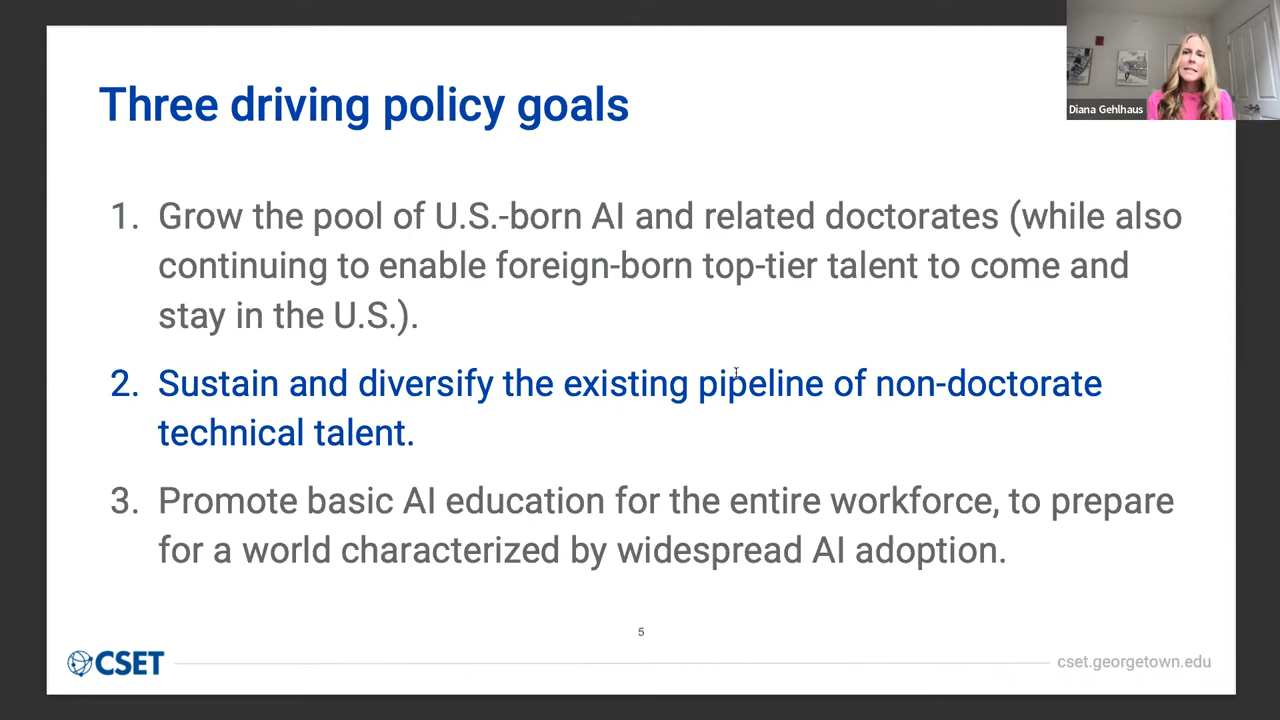 Three driving policy goals
Diana Gehlhaus
1. Grow the pool of U.S.-born AI and related doctorates (while also
continuing to enable foreign-born top-tier talent to come and
stay in the U.S.).
2. Sustain and diversify the existing pipeline of non-doctorate
technical talent.
3. Promote basic AI education for the entire workforce, to prepare
for a world characterized by widespread AI adoption.
5
CSET
cset.georgetown.edu